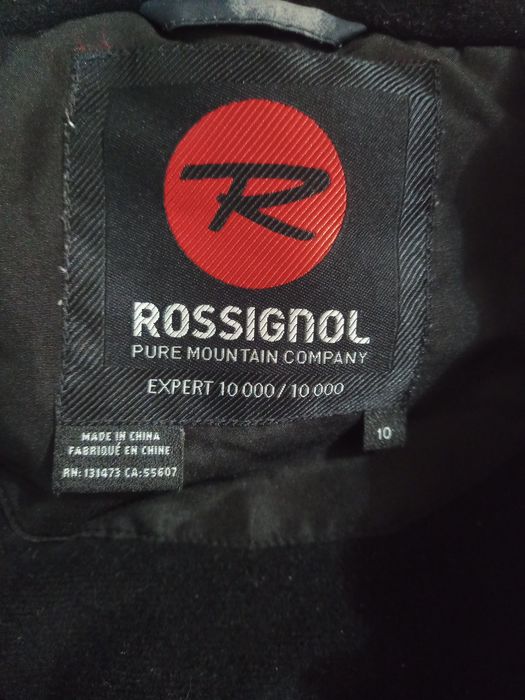 R
ROSSIGNOL
PURE MOUNTAIN COMPANY
EXPERT 10 000 / 10 000
10
MADE IN CHINA
FABRIQUÉ EN CHINE
RN: 131473 CA: 55607